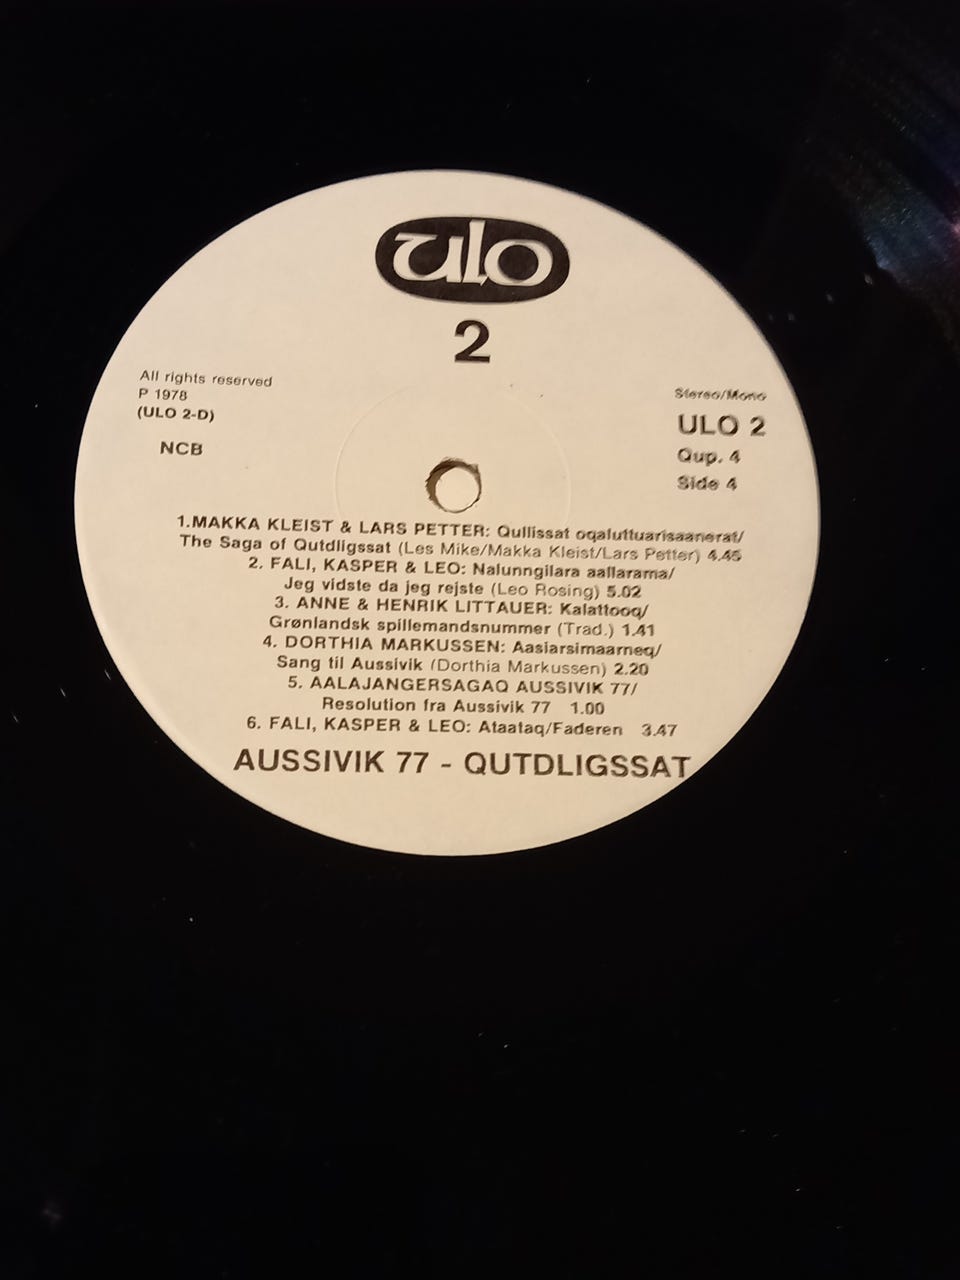 ulo
2
All rights reserved
P 1978
(ULO 2-D)
NCB
Stereo/Mono
ULO 2
Qup. 4
Side 4
1.MAKKA KLEIST & LARS PETTER: Qullissat oqaluttuarisaanerat/
The Saga of Qutdligssat (Les Mike/Makka Kleist/Lars Petter) 4.45
2. FALI, KASPER & LEO: Nalunngilara aallarama/
Jeg vidste da jeg rejste (Leo Rosing) 5.02
3. ANNE & HENRIK LITTAUER: Kalattooq/
Grønlandsk spillemandsnummer (Trad.) 1.41
4. DORTHIA MARKUSSEN: Aasiarsimaarneq/
Sang til Aussivik (Dorthia Markussen) 2.20
5. AALAJANGERSAGAQ AUSSIVIK 77/
Resolution fra Aussivik 77 1.00
6. FALI, KASPER & LEO: Ataataq/Faderen 3.47
AUSSIVIK 77 - QUTDLIGSSAT